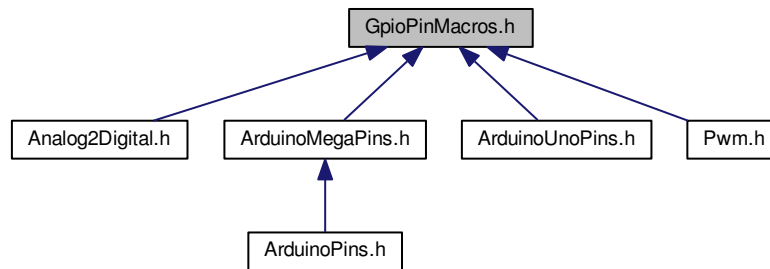 GpioPinMacros.h
Analog2Digital.h
ArduinoMegaPins.h
ArduinoUnoPins.h
Pwm.h
ArduinoPins.h